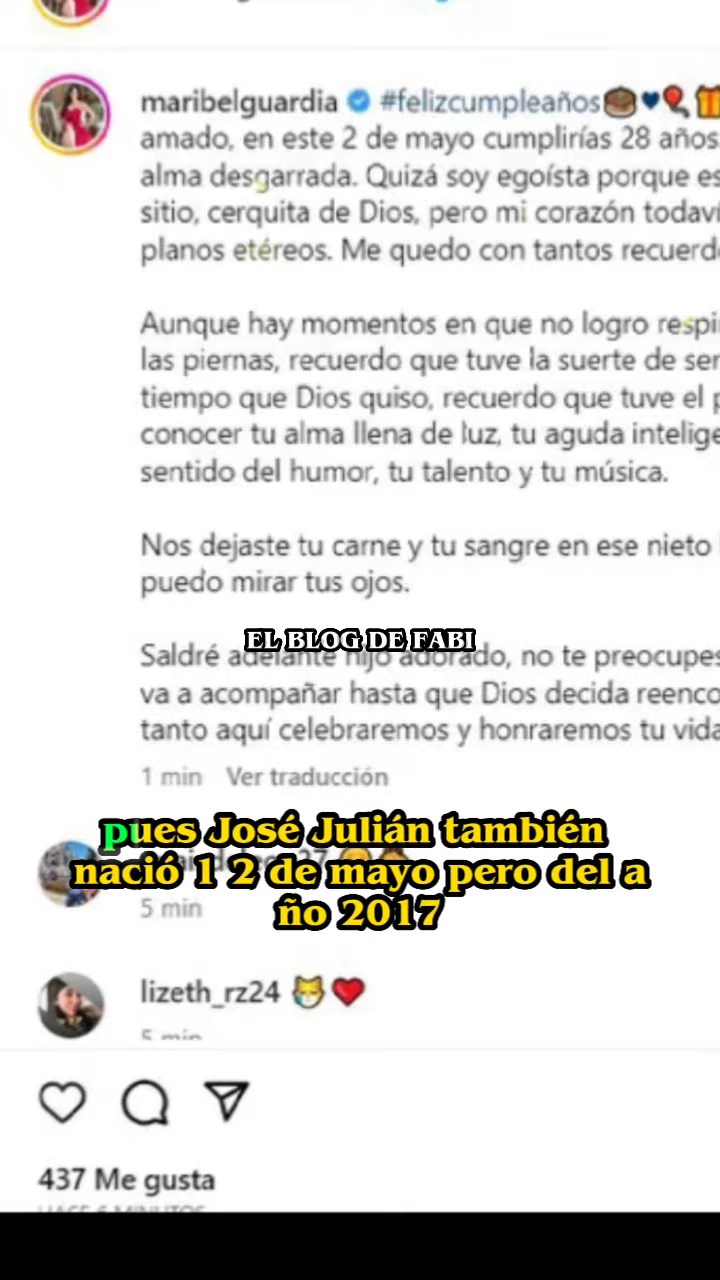 maribelguardia #felizcumpleaños
amado, en este 2 de mayo cumplirías 28 años
alma desgarrada. Quizá soy egoísta porque es
sitio, cerquita de Dios, pero mi corazón todaví
planos etéreos. Me quedo con tantos recuerd
Aunque hay momentos en que no logro respi
las piernas, recuerdo que tuve la suerte de ser
tiempo que Dios quiso, recuerdo que tuve el p
conocer tu alma llena de luz, tu aguda intelige
sentido del humor, tu talento y tu música.
Nos dejaste tu carne y tu sangre en ese nieto
puedo mirar tus ojos.
EL BLOG DE FABI
Saldré adelante hijo adorado, no te preocupes
va a acompañar hasta que Dios decida reenco
tanto aquí celebraremos y honraremos tu vida
1 min Ver traducción
pues José Julián también
nació 1 2 de mayo pero del a
ño 2017
5 min
lizeth_rz24
5 min
437 Me gusta
HACE 6 MINUTOS